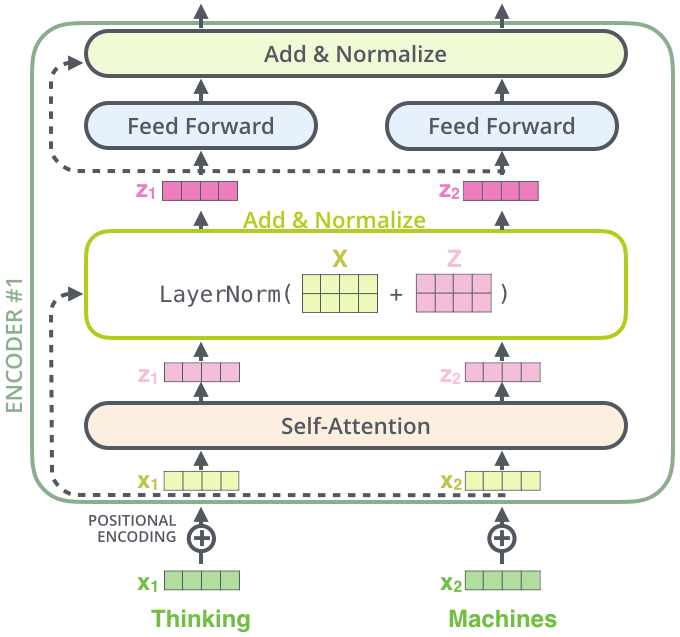 Add & Normalize
Feed Forward Feed Forward
z1 z2
Add & Normalize
X Z
LayerNorm( + )
ENCODER #1
z1 z2
Self-Attention
x1 x2
POSITIONAL
ENCODING
x1 x2
Thinking Machines